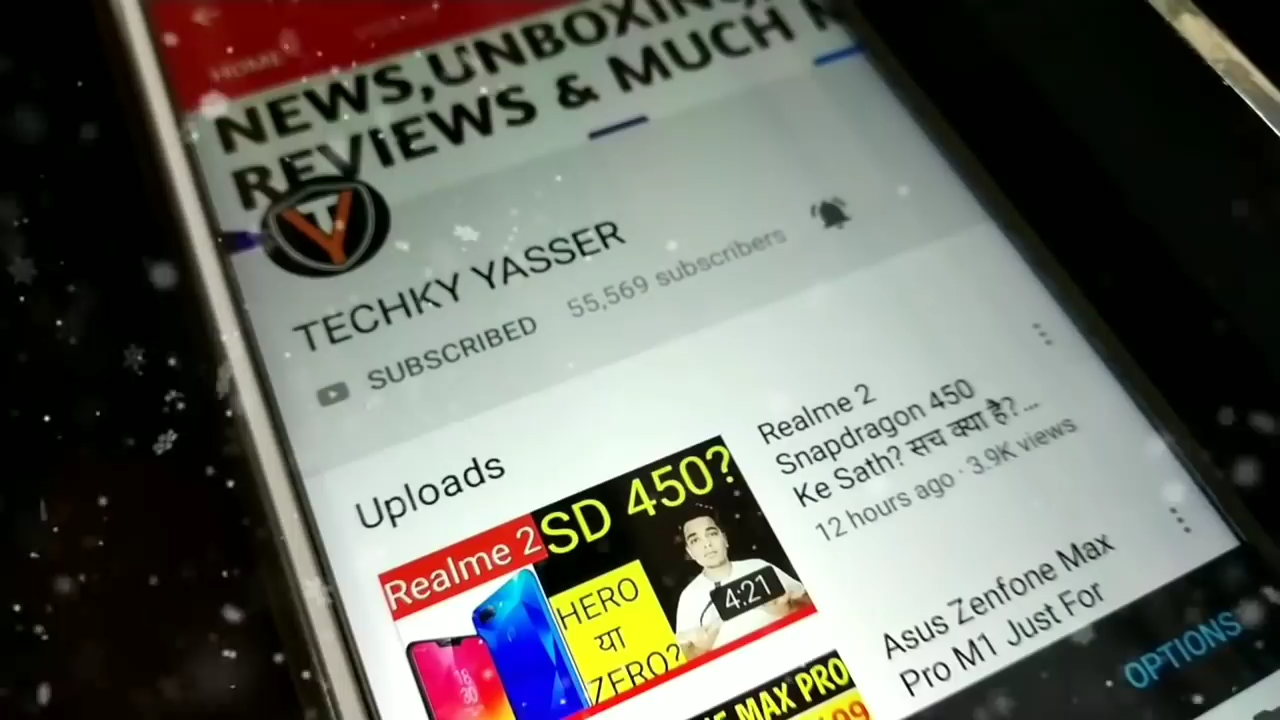 HOME
NEWS,UNBOXING,
REVIEWS & MUCH
TECHKY YASSER
SUBSCRIBED 55,569 subscribers
Uploads
Realme 2
Snapdragon 450
Ke Sath? सच क्या है?...
12 hours ago · 3.9K views
Realme 2
SD 450?
HERO
या
ZERO?
4:21
Asus Zenfone Max
Pro M1 Just For
MAX PRO
OPTIONS